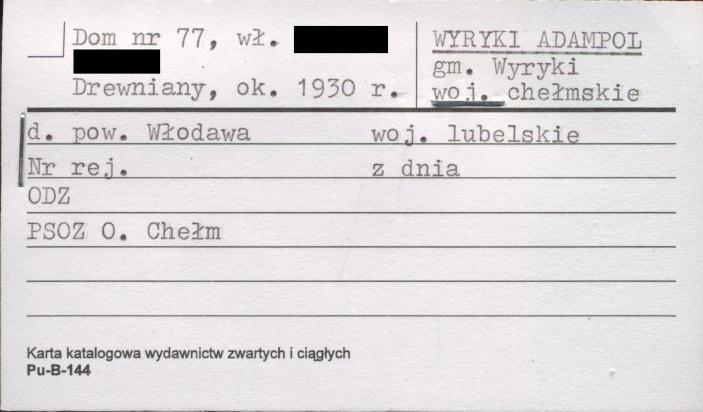 Dom nr 77, wł.
Drewniany, ok. 1930 r.
WYRYKI ADAMPOL
gm. Wyryki
woj. chełmskie
d. pow. Włodawa woj. lubelskie
Nr rej. z dnia
ODZ
PSOZ O. Chełm
Karta katalogowa wydawnictw zwartych i ciągłych
Pu-B-144